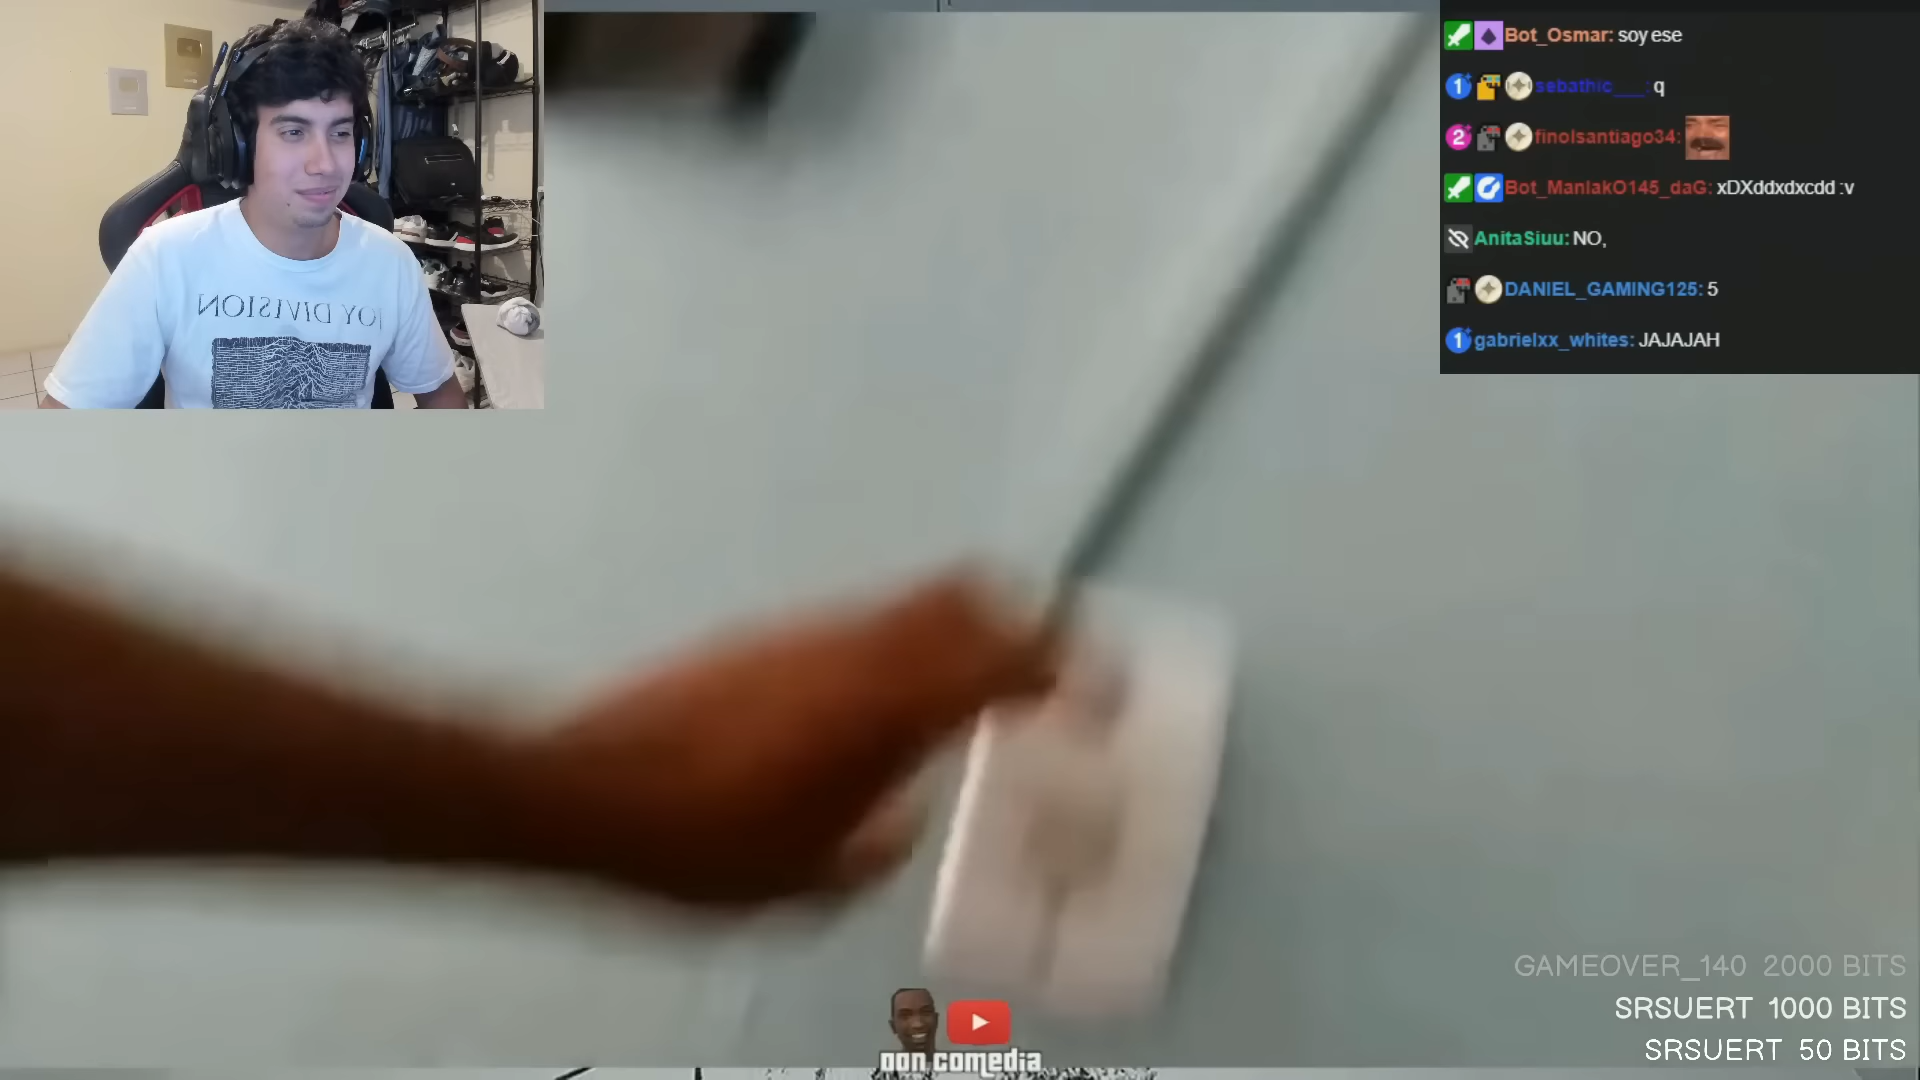 JOY DIVISION
Bot_Osmar: soy ese
sebathic___: q
finolsantiago34:
Bot_ManiakO145_daG: xDXddxdxcdd :v
AnitaSiuu: NO,
DANIEL_GAMING125: 5
gabrielxx_whites: JAJAJAH
GAMEOVER_140 2000 BITS
SRSUERT 1000 BITS
SRSUERT 50 BITS
DON COMEDIA